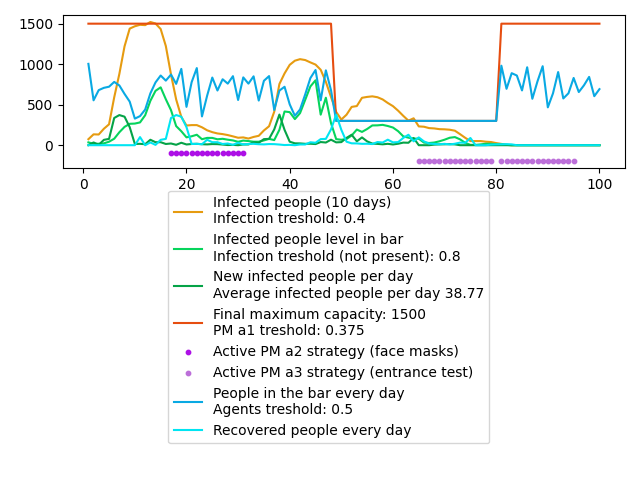 1500
1000
500
0
0
20
40
60
80
100
Infected people (10 days)
Infection treshold: 0.4
Infected people level in bar
Infection treshold (not present): 0.8
New infected people per day
Average infected people per day 38.77
Final maximum capacity: 1500
PM a1 treshold: 0.375
Active PM a2 strategy (face masks)
Active PM a3 strategy (entrance test)
People in the bar every day
Agents treshold: 0.5
Recovered people every day